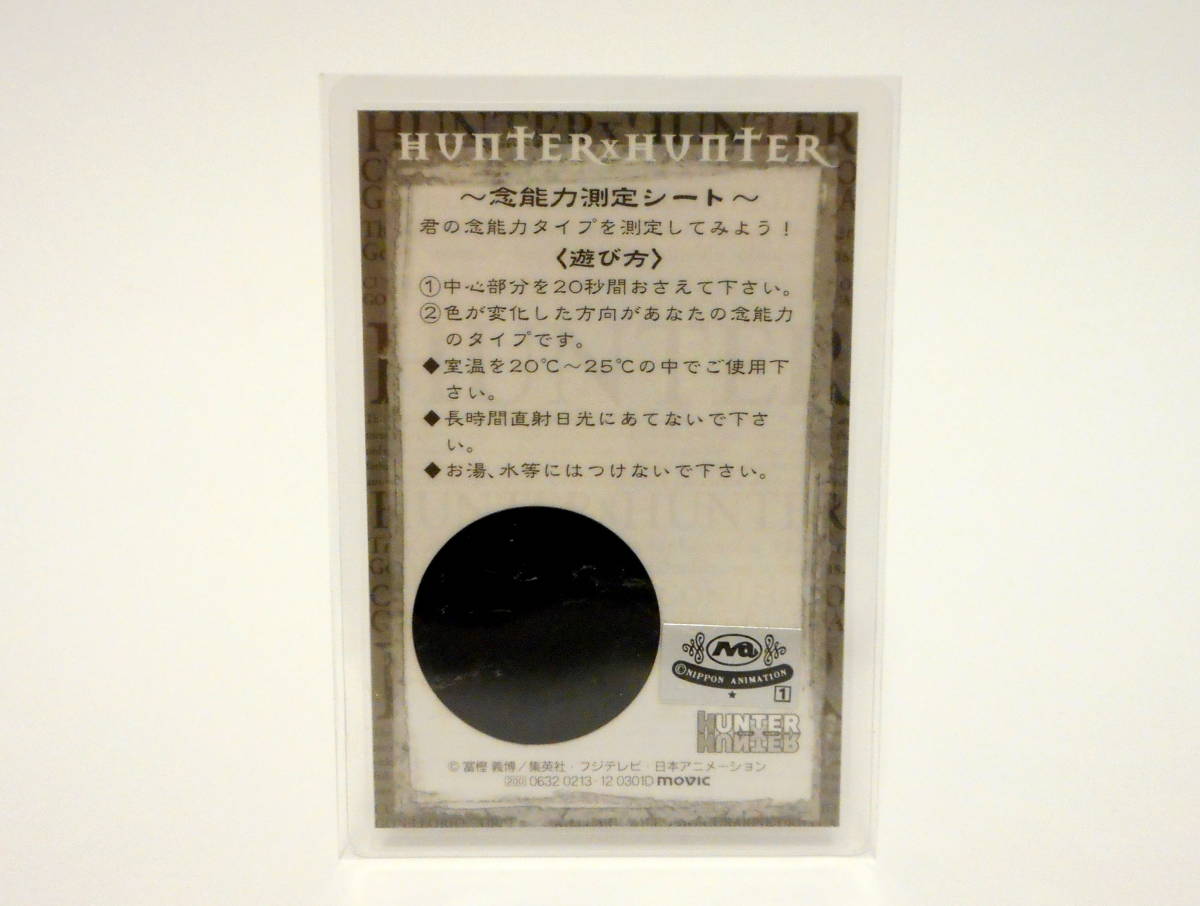 HUNTER×HUNTER
～念能力測定シート～
君の念能力タイプを測定してみよう！
〈遊び方〉
①中心部分を20秒間おさえて下さい。
②色が変化した方向があなたの念能力
のタイプです。
◆室温を20℃～25℃の中でご使用下
さい。
◆長時間直射日光にあてないで下さ
い。
◆お湯、水等にはつけないで下さい。
Na
©NIPPON ANIMATION
★
1
HUNTER
HUNTER
© 冨樫 義博／集英社・フジテレビ・日本アニメーション
200 0632 0213-12 0301D movic